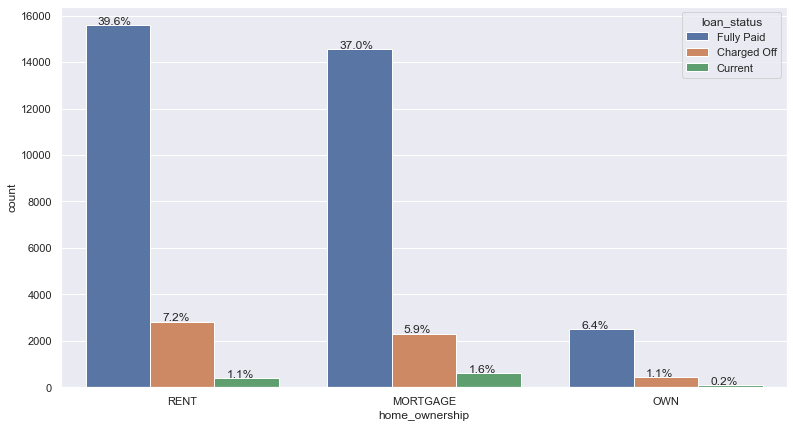 16000
14000
12000
10000
8000
6000
4000
2000
0
count
39.6%
7.2%
1.1%
37.0%
5.9%
1.6%
6.4%
1.1%
0.2%
loan_status
Fully Paid
Charged Off
Current
RENT
MORTGAGE
OWN
home_ownership